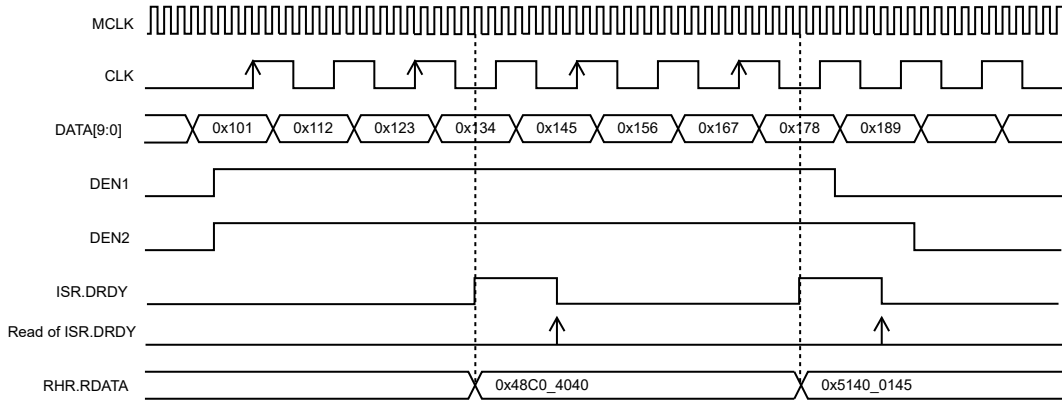 MCLK
CLK
DATA[9:0] 0x101 0x112 0x123 0x134 0x145 0x156 0x167 0x178 0x189
DEN1
DEN2
ISR.DRDY
Read of ISR.DRDY
RHR.RDATA 0x48C0_4040 0x5140_0145